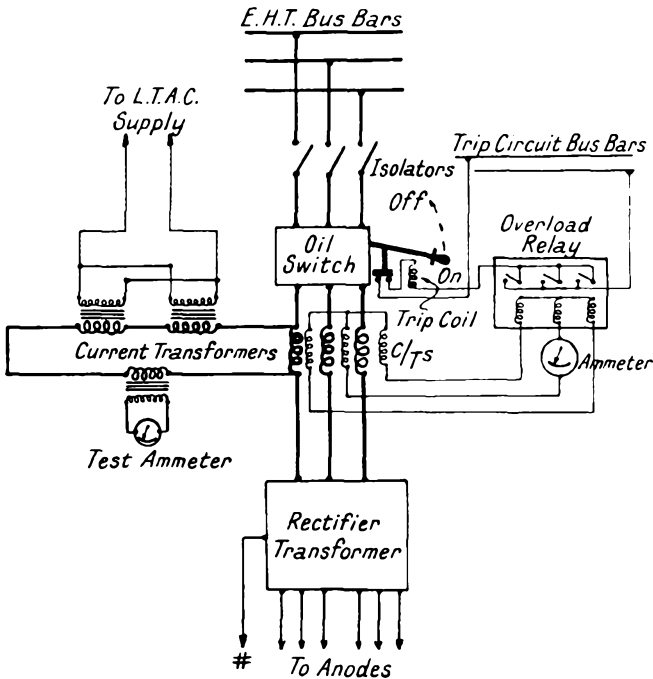 E.H.T. Bus Bars
To L.T.A.C.
Supply
Trip Circuit Bus Bars
Isolators
Off
Overload
Relay
Oil
Switch
On
Trip Coil
Current Transformers
C/Ts
Ammeter
Test Ammeter
Rectifier
Transformer
#
To Anodes